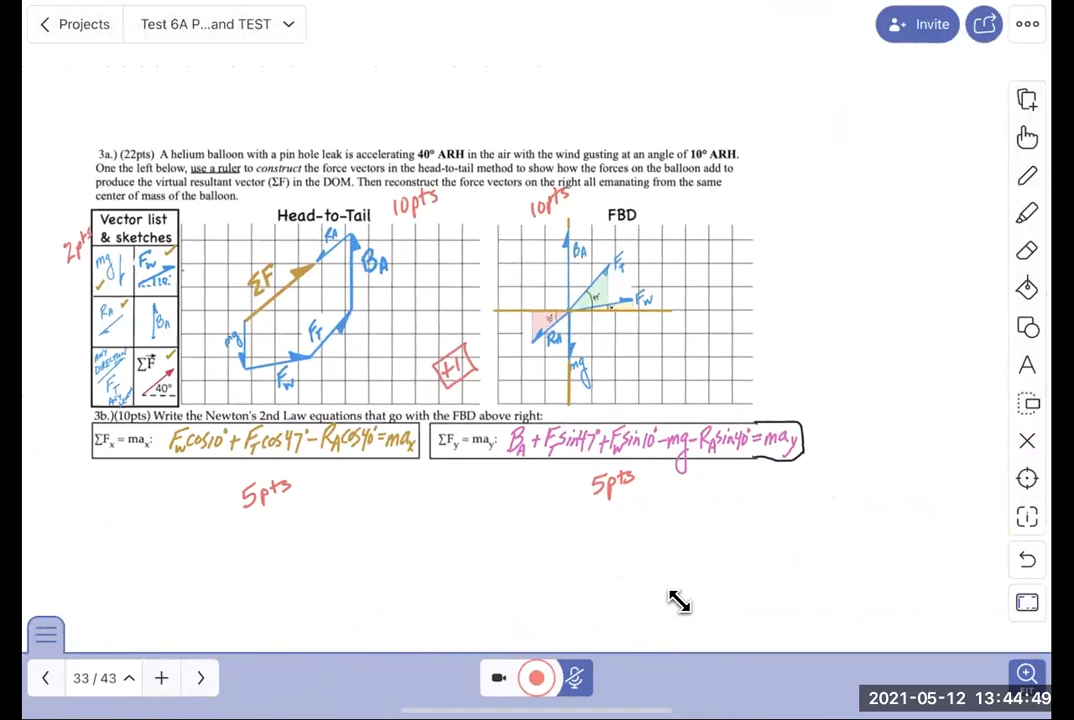 Projects
Test 6A P...and TEST
Invite
3a.) (22pts) A helium balloon with a pin hole leak is accelerating 40° ARH in the air with the wind gusting at an angle of 10° ARH.
One the left below, use a ruler to construct the force vectors in the head-to-tail method to show how the forces on the balloon add to
produce the virtual resultant vector (ΣF) in the DOM. Then reconstruct the force vectors on the right all emanating from the same
center of mass of the balloon.
10pts
10pts
Vector list
& sketches
Head-to-Tail
FBD
2pts
mg
Fw
10°
RA
BA
ANY DIRECTION
FT
ΣF
40°
RA
BA
ΣF
mg
FT
Fw
+1
BA
FT
Fw
RA
mg
3b.)(10pts) Write the Newton's 2nd Law equations that go with the FBD above right:
ΣFx = max: Fwcos10° + FTcos47° - RAcos40° = max
ΣFy = may: BA + FTsin47° + Fwsin10° - mg - RAsin40° = may
5pts
5pts
33 / 43
FIT
2021-05-12 13:44:49